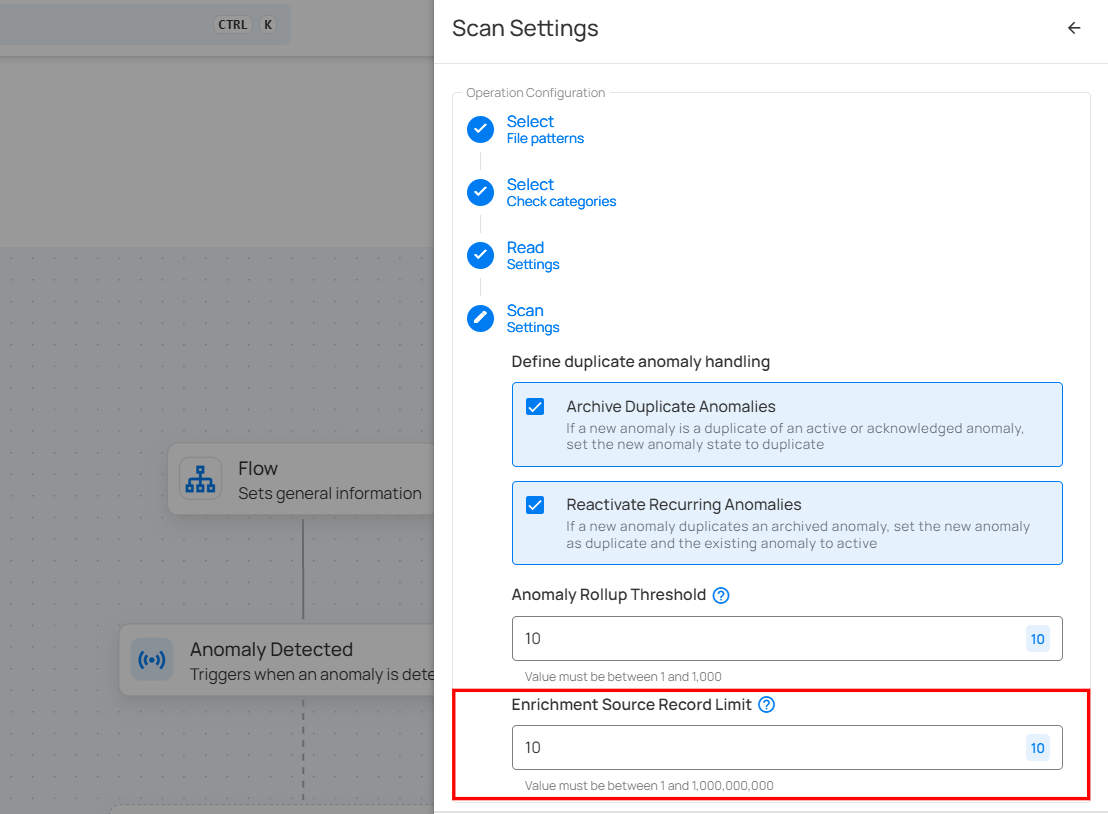 CTRL K
Scan Settings
Operation Configuration
Select
File patterns
Select
Check categories
Read
Settings
Scan
Settings
Define duplicate anomaly handling
Archive Duplicate Anomalies
If a new anomaly is a duplicate of an active or acknowledged anomaly,
set the new anomaly state to duplicate
Reactivate Recurring Anomalies
If a new anomaly duplicates an archived anomaly, set the new anomaly
as duplicate and the existing anomaly to active
Anomaly Rollup Threshold ?
10 10
Value must be between 1 and 1,000
Enrichment Source Record Limit ?
10 10
Value must be between 1 and 1,000,000,000
Flow
Sets general information
Anomaly Detected
Triggers when an anomaly is dete